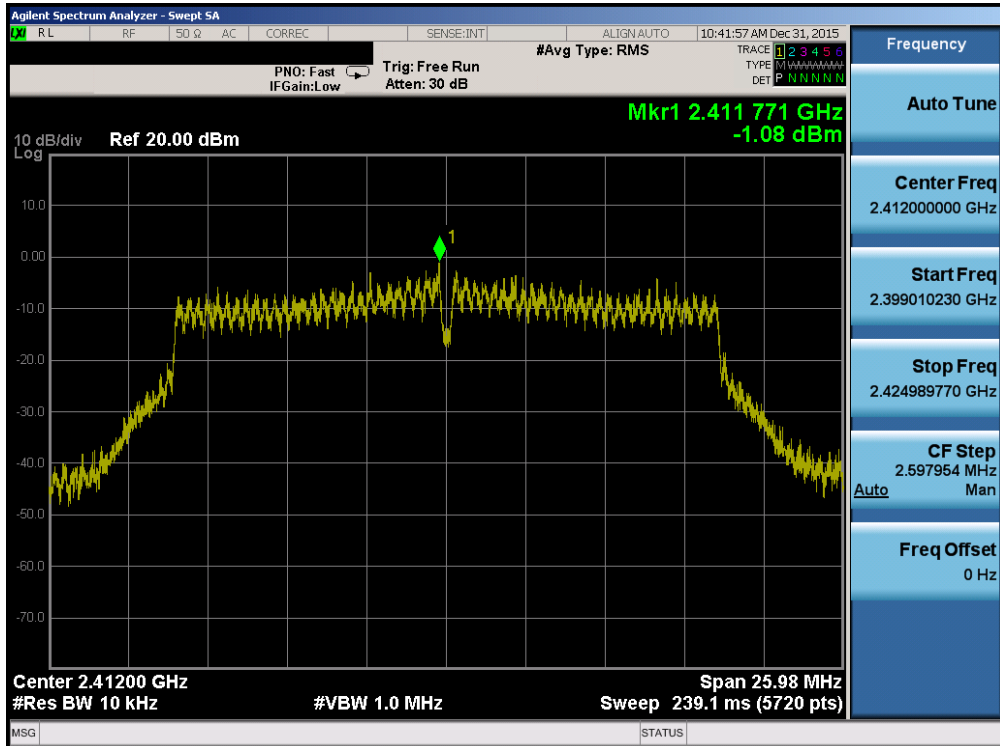 Agilent Spectrum Analyzer - Swept SA
LXI RL RF 50 Ω AC CORREC SENSE:INT ALIGN AUTO 10:41:57 AM Dec 31, 2015
#Avg Type: RMS TRACE 1 2 3 4 5 6
PNO: Fast Trig: Free Run TYPE M
IFGain:Low Atten: 30 dB DET P N N N N N
Mkr1 2.411 771 GHz
-1.08 dBm
10 dB/div Ref 20.00 dBm
Log
10.0
1
0.00
-10.0
-20.0
-30.0
-40.0
-50.0
-60.0
-70.0
Center 2.41200 GHz Span 25.98 MHz
#Res BW 10 kHz #VBW 1.0 MHz Sweep 239.1 ms (5720 pts)
MSG STATUS
Frequency
Auto Tune
Center Freq
2.412000000 GHz
Start Freq
2.399010230 GHz
Stop Freq
2.424989770 GHz
CF Step
2.597954 MHz
Auto Man
Freq Offset
0 Hz